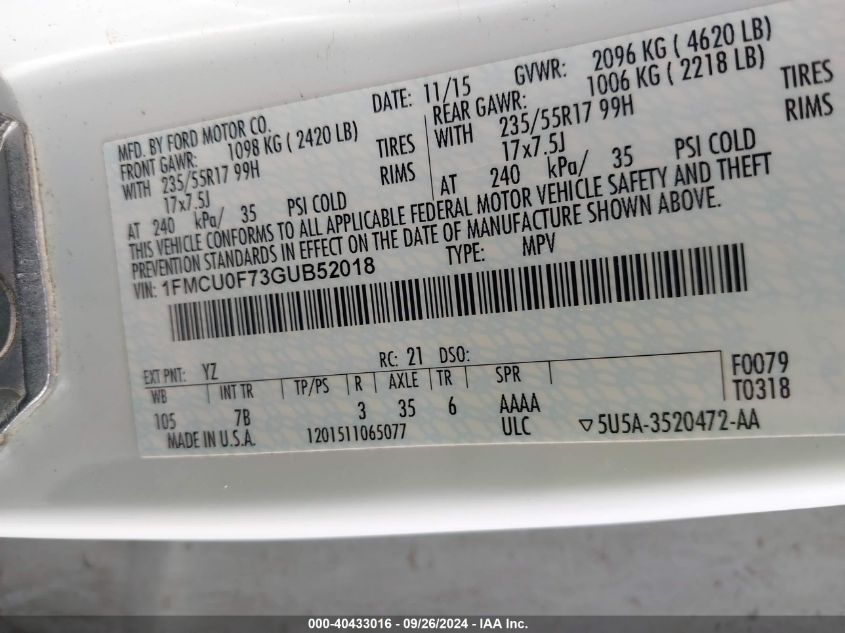 MFD. BY FORD MOTOR CO.
DATE: 11/15 GVWR: 2096 KG ( 4620 LB)
FRONT GAWR: 1098 KG ( 2420 LB)
REAR GAWR: 1006 KG ( 2218 LB)
WITH 235/55R17 99H TIRES
WITH 235/55R17 99H TIRES
17x7.5J RIMS
17x7.5J RIMS
AT 240 kPa/ 35 PSI COLD
AT 240 kPa/ 35 PSI COLD
THIS VEHICLE CONFORMS TO ALL APPLICABLE FEDERAL MOTOR VEHICLE SAFETY AND THEFT
PREVENTION STANDARDS IN EFFECT ON THE DATE OF MANUFACTURE SHOWN ABOVE.
VIN: 1FMCU0F73GUB52018 TYPE: MPV
EXT PNT: YZ RC: 21 DSO:
WB INT TR TP/PS R AXLE TR SPR
105 7B 3 35 6 AAAA
F0079
T0318
MADE IN U.S.A. 1201511065077 ULC ▽5U5A-3520472-AA
000-40433016 - 09/26/2024 - IAA Inc.